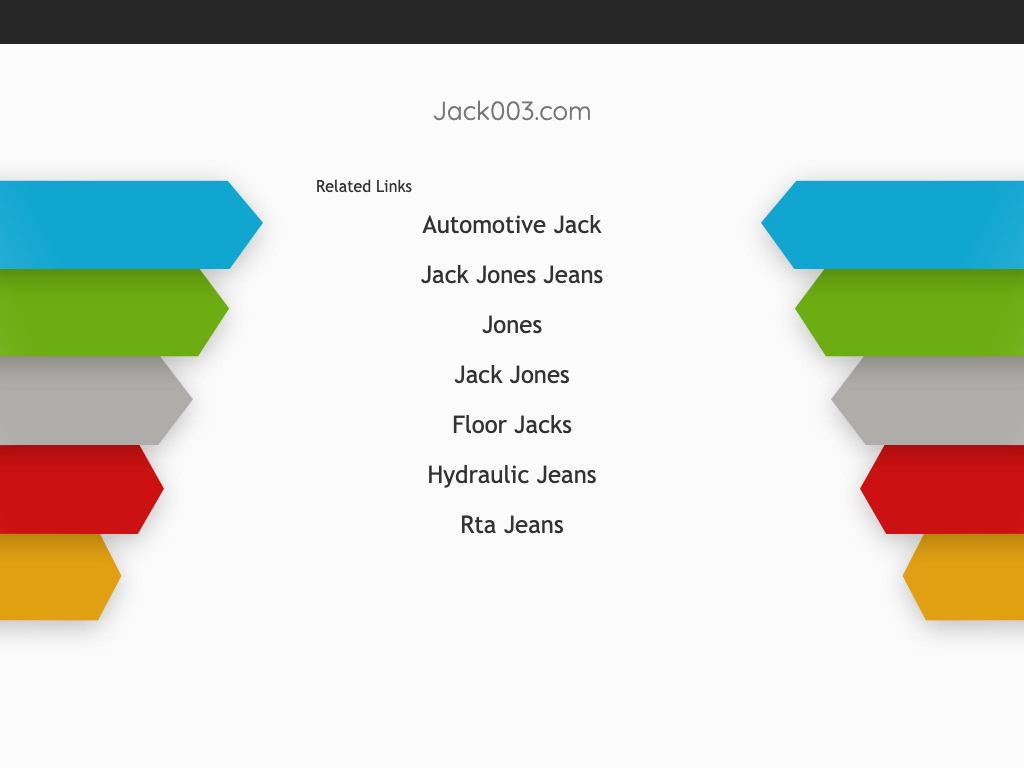 Jack003.com
Related Links
Automotive Jack
Jack Jones Jeans
Jones
Jack Jones
Floor Jacks
Hydraulic Jeans
Rta Jeans